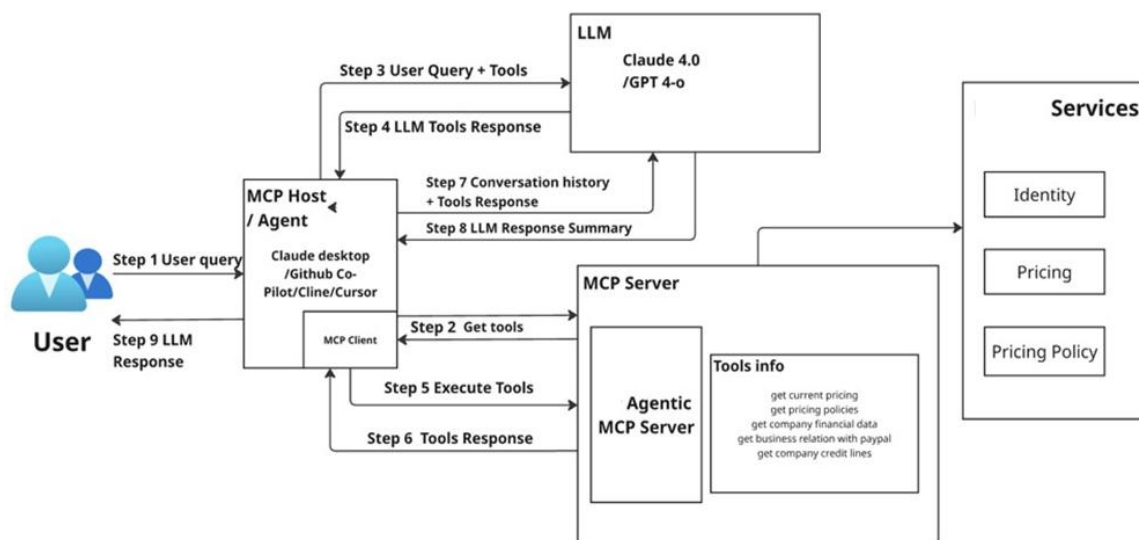 LLM
Claude 4.0
/GPT 4-o
Step 3 User Query + Tools
Step 4 LLM Tools Response
Services
MCP Host
/ Agent
Step 7 Conversation history
+ Tools Response
Identity
Step 8 LLM Response Summary
Step 1 User query
Claude desktop
/Github Co-
Pilot/Cline/Cursor
MCP Server
Pricing
Step 2 Get tools
User
Step 9 LLM
Response
MCP Client
Pricing Policy
Tools info
Step 5 Execute Tools
get current pricing
get pricing policies
get company financial data
get business relation with paypal
get company credit lines
Agentic
MCP Server
Step 6 Tools Response